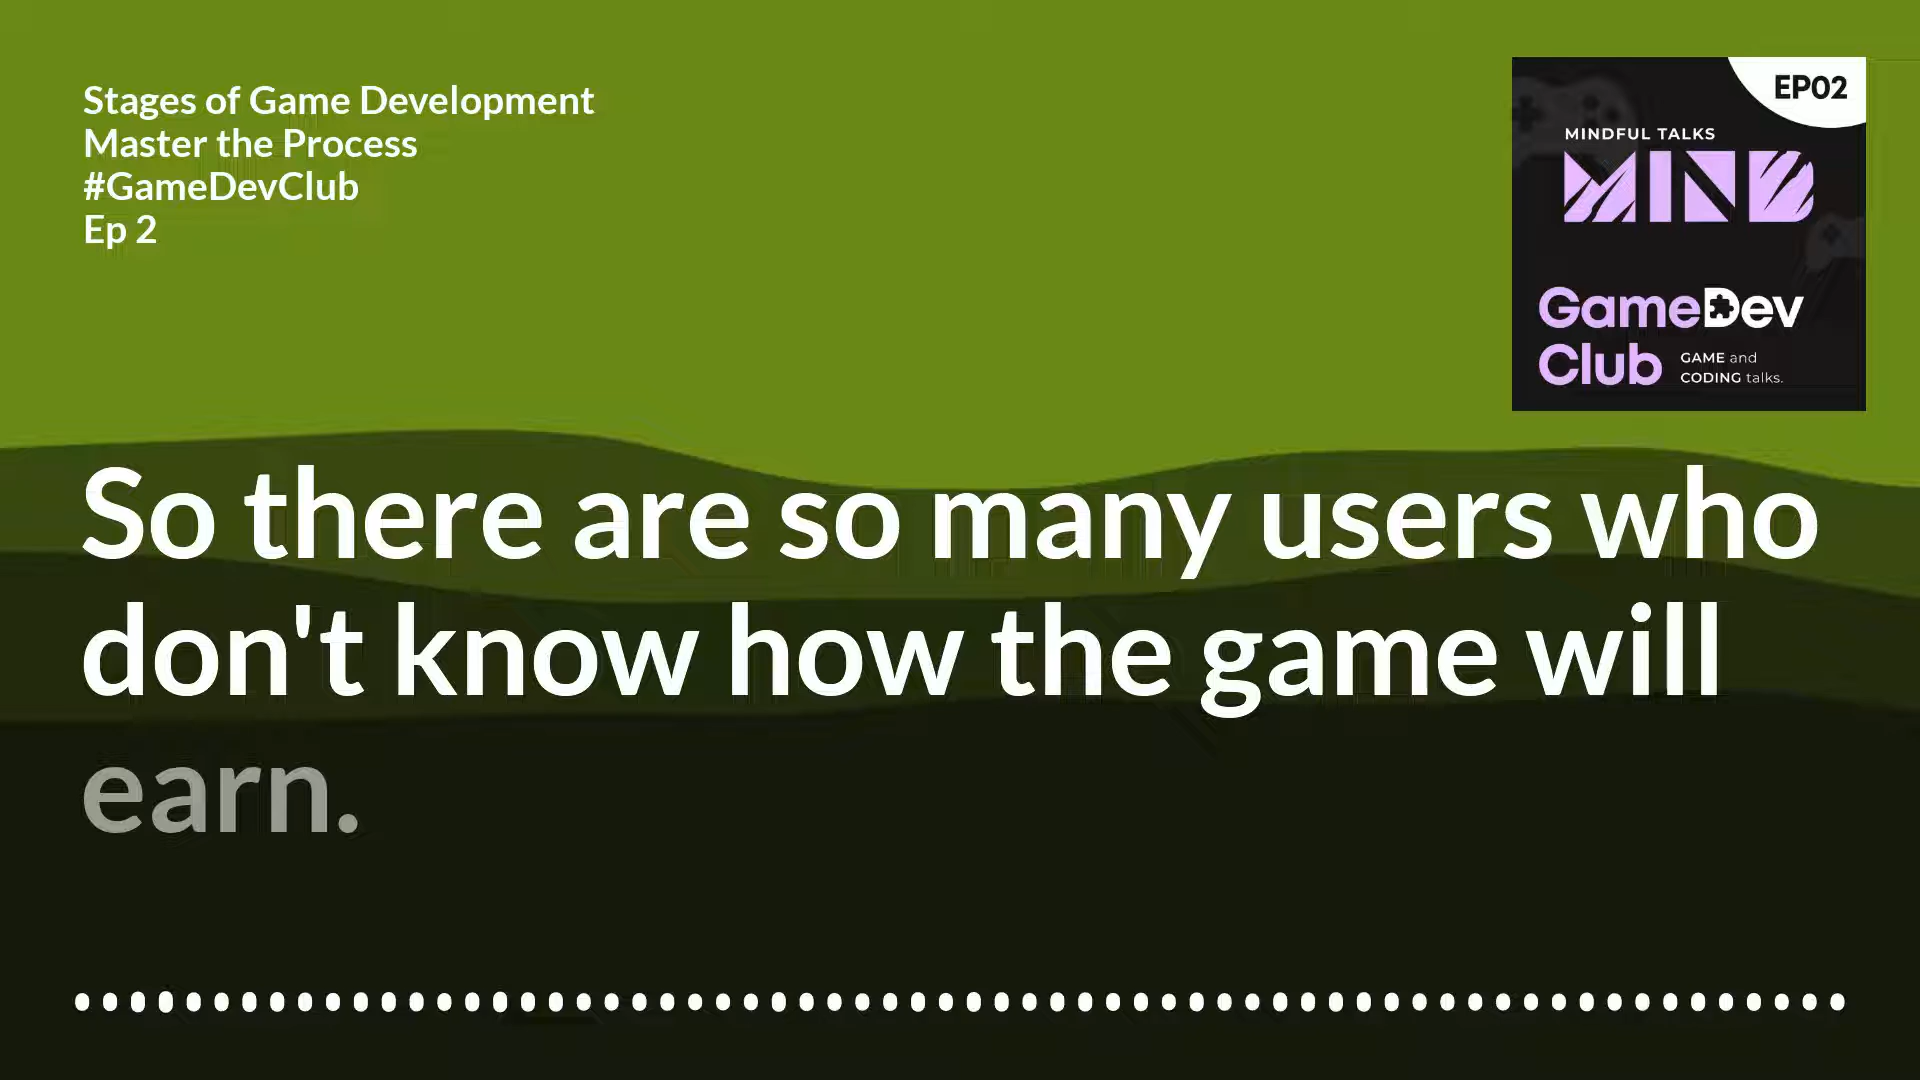 Stages of Game Development
Master the Process
#GameDevClub
Ep 2
EP02
MINDFUL TALKS
MIND
GameDev
Club
GAME and
CODING talks.
So there are so many users who
don't know how the game will
earn.